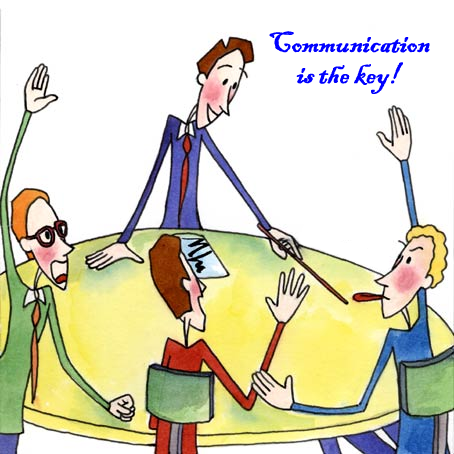 Communication
is the key!